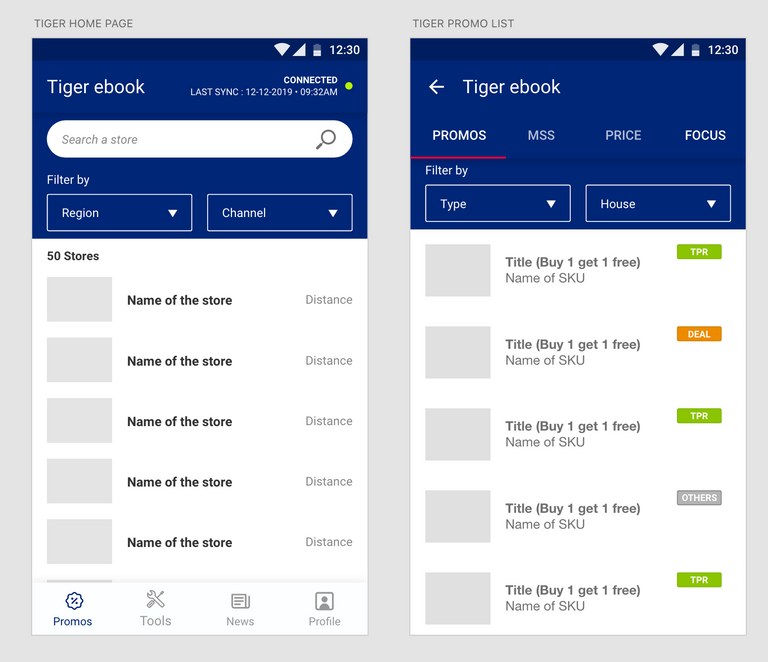 TIGER HOME PAGE
12:30
Tiger ebook
CONNECTED
LAST SYNC : 12-12-2019 • 09:32AM
Search a store
Filter by
Region
Channel
50 Stores
Name of the store
Distance
Name of the store
Distance
Name of the store
Distance
Name of the store
Distance
Name of the store
Distance
Promos
Tools
News
Profile
TIGER PROMO LIST
12:30
Tiger ebook
PROMOS
MSS
PRICE
FOCUS
Filter by
Type
House
Title (Buy 1 get 1 free)
Name of SKU
TPR
Title (Buy 1 get 1 free)
Name of SKU
DEAL
Title (Buy 1 get 1 free)
Name of SKU
TPR
Title (Buy 1 get 1 free)
Name of SKU
OTHERS
Title (Buy 1 get 1 free)
Name of SKU
TPR